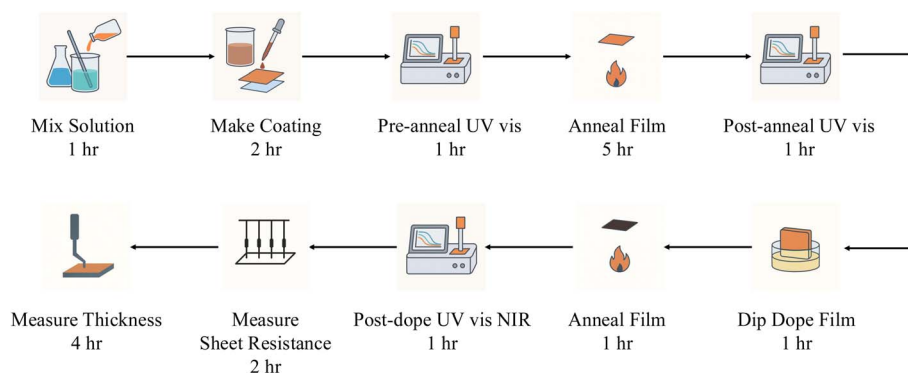 Mix Solution
1 hr
Make Coating
2 hr
Pre-anneal UV vis
1 hr
Anneal Film
5 hr
Post-anneal UV vis
1 hr
Measure Thickness
4 hr
Measure
Sheet Resistance
2 hr
Post-dope UV vis NIR
1 hr
Anneal Film
1 hr
Dip Dope Film
1 hr